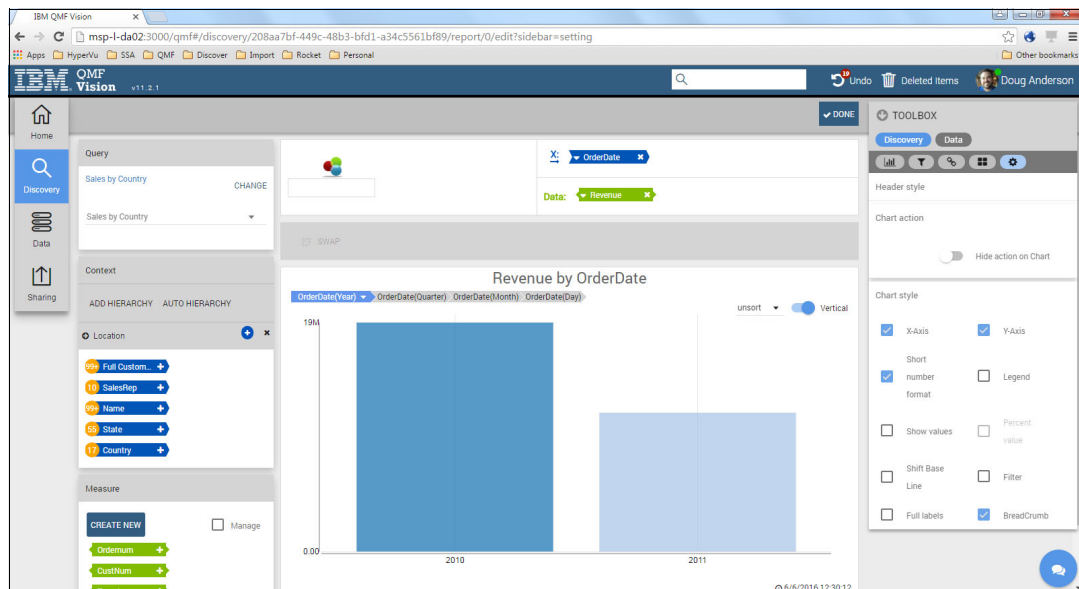 IBM QMF Vision
msp-l-da02:3000/qmf#/discovery/208aa7bf-449c-48b3-bfd1-a34c5561bf89/report/0/edit?sidebar=setting
Apps HyperVu SSA QMF Discover Import Rocket Personal Other bookmarks
IBM QMF Vision v11.2.1
19 Undo Deleted Items Doug Anderson
Home
Discovery
Data
Sharing
DONE
Query
Sales by Country
CHANGE
Sales by Country
Context
ADD HIERARCHY AUTO HIERARCHY
Location
99+ Full Custom...
10 SalesRep
99+ Name
55 State
17 Country
Measure
CREATE NEW Manage
Ordernum
CustNum
X: OrderDate
Data: Revenue
SWAP
Revenue by OrderDate
OrderDate(Year) OrderDate(Quarter) OrderDate(Month) OrderDate(Day)
unsort Vertical
19M
0.00
2010 2011
6/6/2016 12:30:12
TOOLBOX
Discovery Data
Header style
Chart action
Hide action on Chart
Chart style
X-Axis Y-Axis
Short number format
Legend
Show values
Percent value
Shift Base Line
Filter
Full labels BreadCrumb